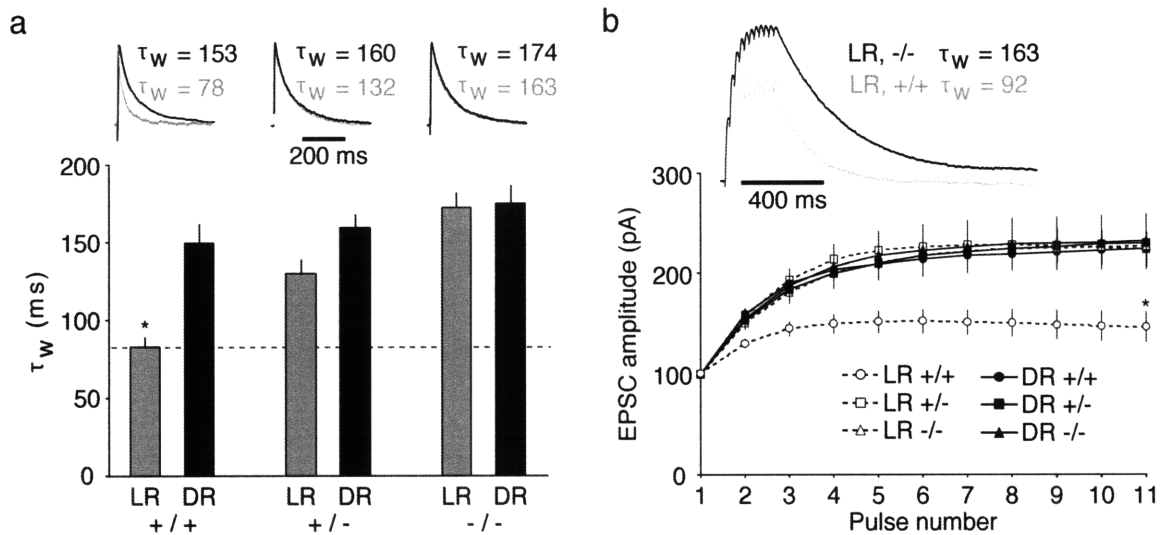 a
τw = 153
τw = 78
τw = 160
τw = 132
τw = 174
τw = 163
200 ms
τw (ms)
200
150
100
50
0
*
LR DR
+ / +
LR DR
+ / -
LR DR
- / -
b
LR, -/- τw = 163
LR, +/+ τw = 92
400 ms
EPSC amplitude (pA)
300
200
100
0
*
LR +/+
LR +/-
LR -/-
DR +/+
DR +/-
DR -/-
1 2 3 4 5 6 7 8 9 10 11
Pulse number